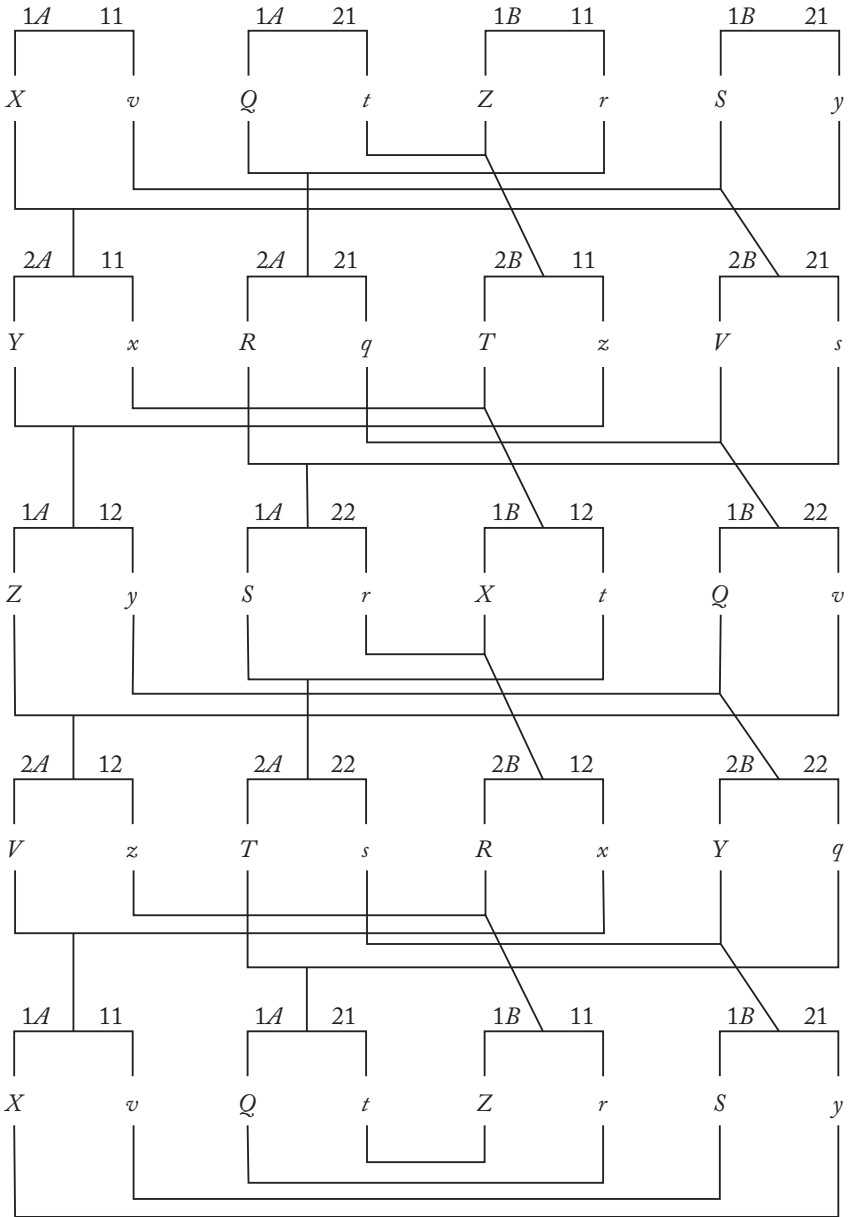 1A 11 1A 21 1B 11 1B 21
X v Q t Z r S y
2A 11 2A 21 2B 11 2B 21
Y x R q T z V s
1A 12 1A 22 1B 12 1B 22
Z y S r X t Q v
2A 12 2A 22 2B 12 2B 22
V z T s R x Y q
1A 11 1A 21 1B 11 1B 21
X v Q t Z r S y